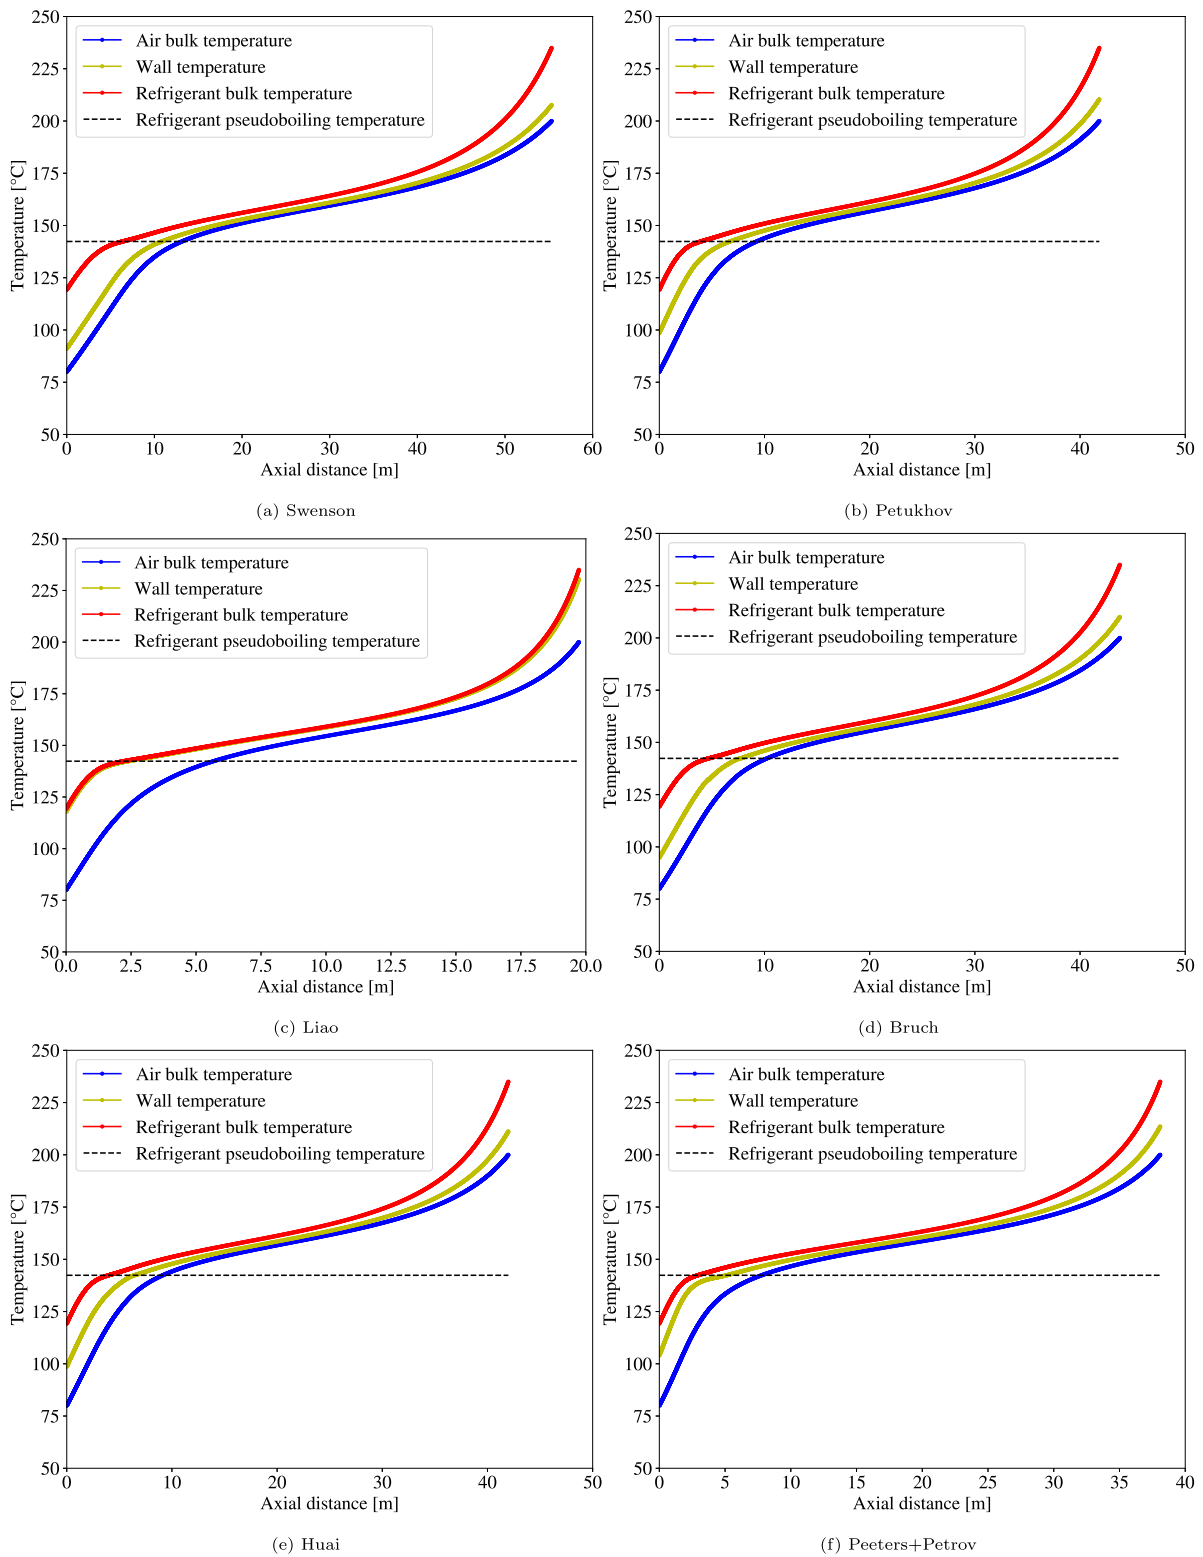 250
225
200
175
150
125
100
75
50
Temperature [°C]
Air bulk temperature
Wall temperature
Refrigerant bulk temperature
Refrigerant pseudoboiling temperature
0 10 20 30 40 50 60
Axial distance [m]
(a) Swenson
250
225
200
175
150
125
100
75
50
Temperature [°C]
Air bulk temperature
Wall temperature
Refrigerant bulk temperature
Refrigerant pseudoboiling temperature
0 10 20 30 40 50
Axial distance [m]
(b) Petukhov
250
225
200
175
150
125
100
75
50
Temperature [°C]
Air bulk temperature
Wall temperature
Refrigerant bulk temperature
Refrigerant pseudoboiling temperature
0.0 2.5 5.0 7.5 10.0 12.5 15.0 17.5 20.0
Axial distance [m]
(c) Liao
250
225
200
175
150
125
100
75
50
Temperature [°C]
Air bulk temperature
Wall temperature
Refrigerant bulk temperature
Refrigerant pseudoboiling temperature
0 10 20 30 40 50
Axial distance [m]
(d) Bruch
250
225
200
175
150
125
100
75
50
Temperature [°C]
Air bulk temperature
Wall temperature
Refrigerant bulk temperature
Refrigerant pseudoboiling temperature
0 10 20 30 40 50
Axial distance [m]
(e) Huai
250
225
200
175
150
125
100
75
50
Temperature [°C]
Air bulk temperature
Wall temperature
Refrigerant bulk temperature
Refrigerant pseudoboiling temperature
0 5 10 15 20 25 30 35 40
Axial distance [m]
(f) Peeters+Petrov